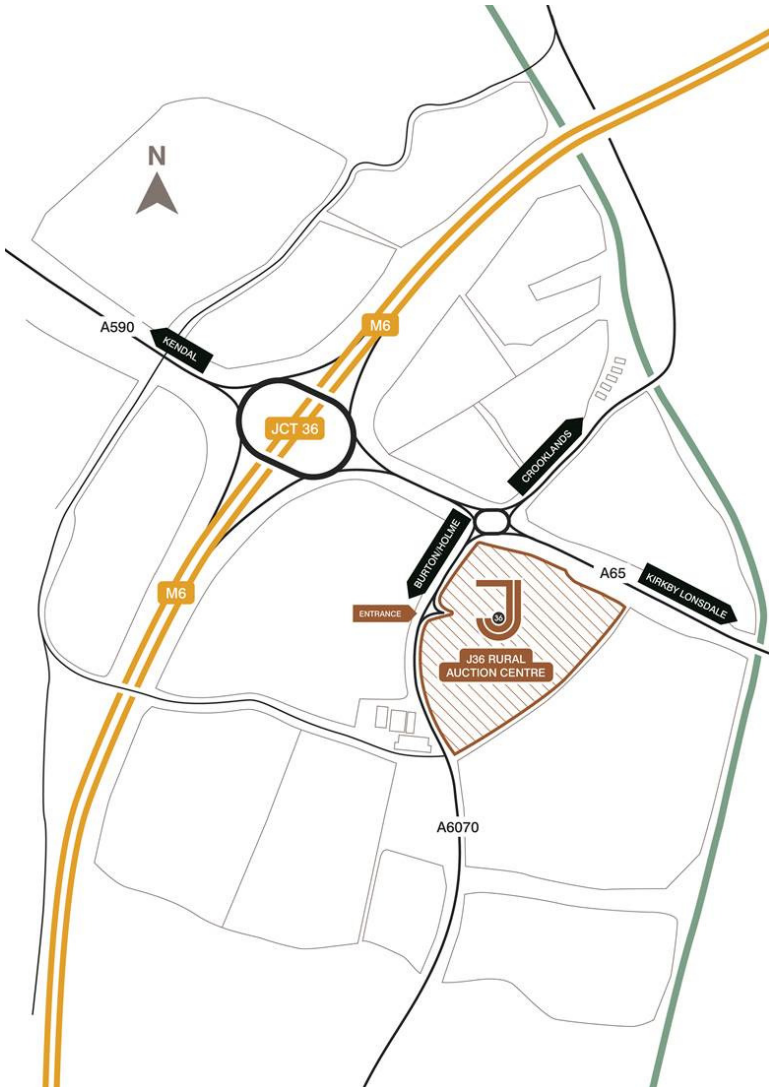 N
A590
KENDAL
M6
JCT 36
CROOKLANDS
BURTON/HOLME
A65
KIRKBY LONSDALE
M6
ENTRANCE
J
36
J36 RURAL
AUCTION CENTRE
A6070